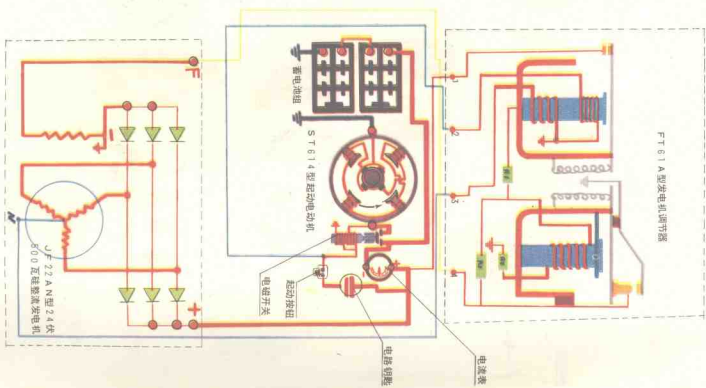 FT61A型发电机调节器
1
2
3
4
蓄电池组
ST614型起动电动机
电磁开关
起动按钮
电路钥匙
电流表
F
N
JF22AN型24伏
500瓦硅整流发电机
+
-
+
-